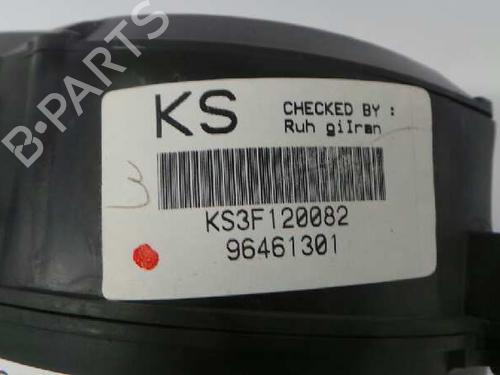 KS
CHECKED BY :
Ruh giIran
KS3F120082
96461301
B-PARTS